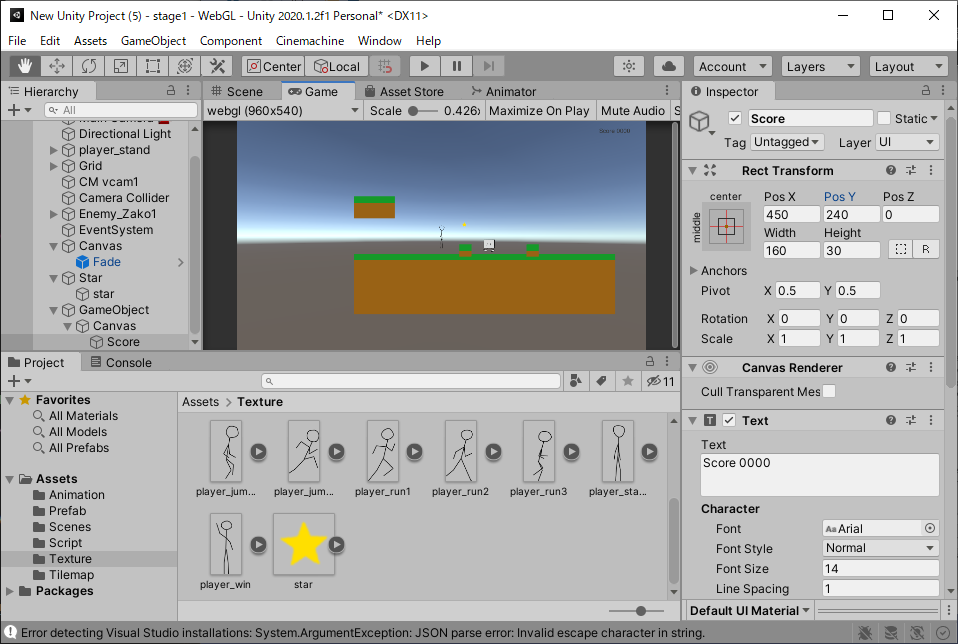 New Unity Project (5) - stage1 - WebGL - Unity 2020.1.2f1 Personal* <DX11>
File Edit Assets GameObject Component Cinemachine Window Help
Center Local Account Layers Layout
Hierarchy
All
Main Camera
Directional Light
player_stand
Grid
CM vcam1
Camera Collider
Enemy_Zako1
EventSystem
Canvas
Fade
Star
star
GameObject
Canvas
Score
Scene Game Asset Store Animator
webgl (960x540) Scale 0.426 Maximize On Play Mute Audio S
Score 0000
Project Console
11
Favorites
All Materials
All Models
All Prefabs
Assets
Animation
Prefab
Scenes
Script
Texture
Tilemap
Packages
Assets > Texture
player_jum... player_jum... player_run1 player_run2 player_run3 player_sta...
player_win star
Inspector
Score Static
Tag Untagged Layer UI
Rect Transform
center
middle
Pos X Pos Y Pos Z
450 240 0
Width Height
160 30 R
Anchors
Pivot X 0.5 Y 0.5
Rotation X 0 Y 0 Z 0
Scale X 1 Y 1 Z 1
Canvas Renderer
Cull Transparent Mes
T Text
Text
Score 0000
Character
Font Aa Arial
Font Style Normal
Font Size 14
Line Spacing 1
Default UI Material
Error detecting Visual Studio installations: System.ArgumentException: JSON parse error: Invalid escape character in string.